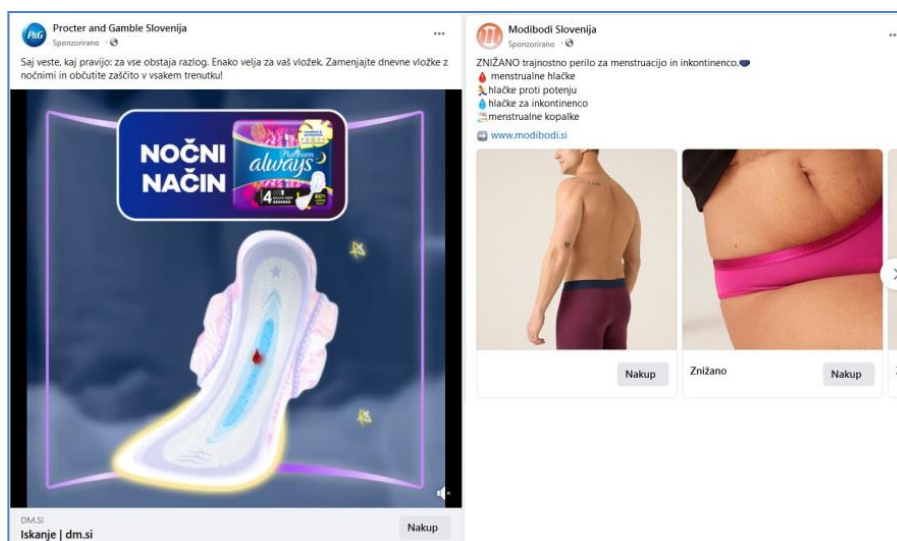 Procter and Gamble Slovenija
Sponzorirano ·
Saj veste, kaj pravijo: za vse obstaja razlog. Enako velja za vaš vložek. Zamenjajte dnevne vložke z
nočnimi in občutite zaščito v vsakem trenutku!
NOČNI
NAČIN
Platinum
always
4
DM.SI
Iskanje | dm.si
Nakup
Modibodi Slovenija
Sponzorirano ·
ZNIŽANO trajnostno perilo za menstruacijo in inkontinenco.
menstrualne hlačke
hlačke proti potenju
hlačke za inkontinenco
menstrualne kopalke
www.modibodi.si
Nakup
Znižano
Nakup